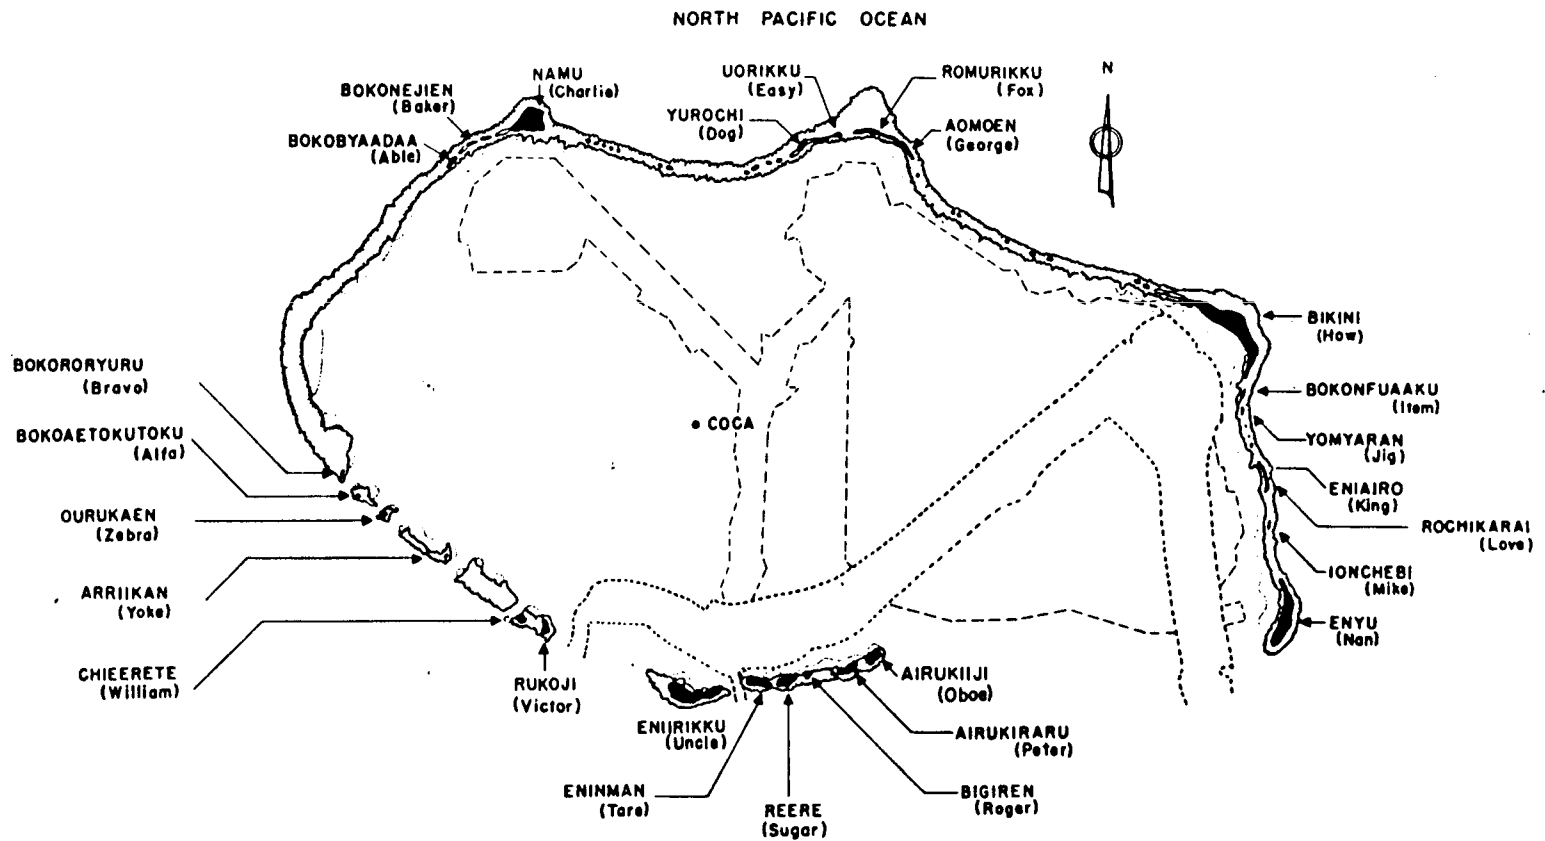 NORTH PACIFIC OCEAN
NAMU
(Charlie)
BOKONEJIEN
(Baker)
BOKOBYAADAA
(Able)
UORIKKU
(Easy)
YUROCHI
(Dog)
ROMURIKKU
(Fox)
AOMOEN
(George)
N
BIKINI
(How)
BOKONFUAAKU
(Item)
YOMYARAN
(Jig)
ENIAIRO
(King)
ROCHIKARAI
(Love)
IONCHEBI
(Mike)
ENYU
(Nan)
COCA
BOKORORYURU
(Bravo)
BOKOAETOKUTOKU
(Alfa)
OURUKAEN
(Zebra)
ARRIIKAN
(Yoke)
CHIEERETE
(William)
RUKOJI
(Victor)
ENIIRIKKU
(Uncle)
ENINMAN
(Tare)
REERE
(Sugar)
BIGIREN
(Roger)
AIRUKIRARU
(Peter)
AIRUKIIJI
(Oboe)